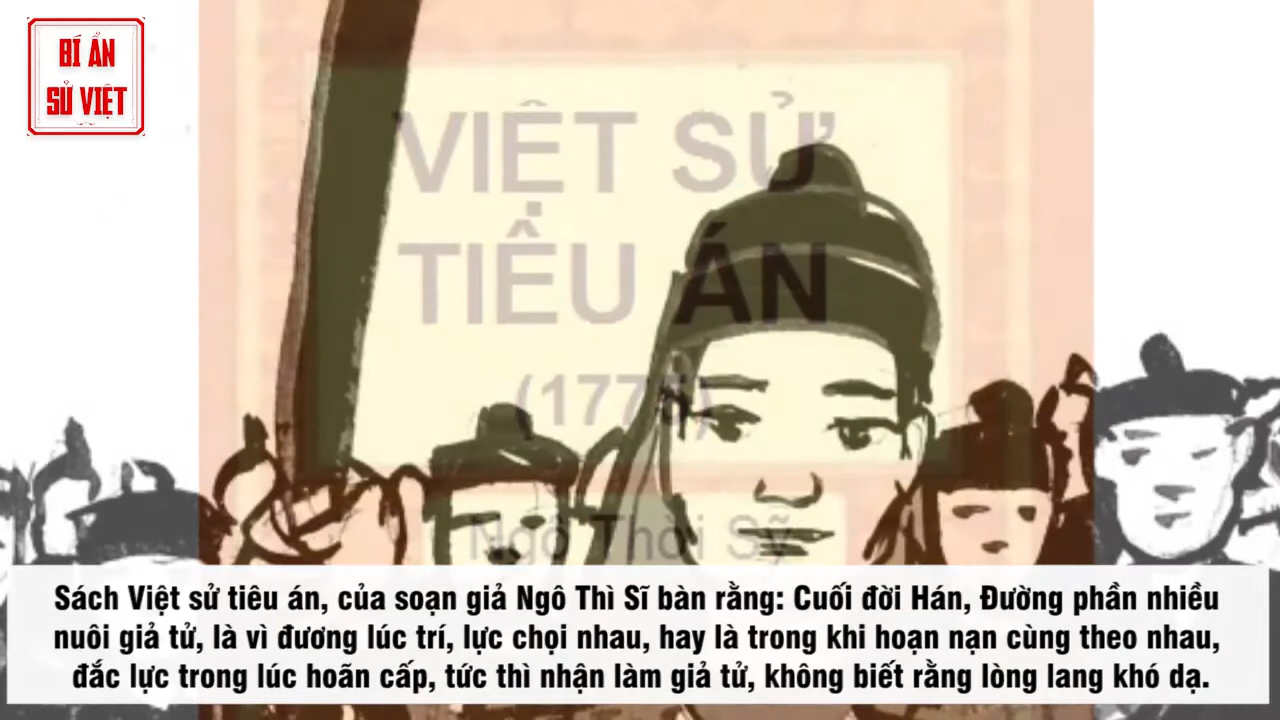 BÍ ẨN
SỬ VIỆT
VIỆT SỬ
TIÊU ÁN
Ngô Thời Sỹ
Sách Việt sử tiêu án, của soạn giả Ngô Thì Sĩ bàn rằng: Cuối đời Hán, Đường phần nhiều
nuôi giả tử, là vì đương lúc trí, lực chọi nhau, hay là trong khi hoạn nạn cùng theo nhau,
đắc lực trong lúc hoãn cấp, tức thì nhận làm giả tử, không biết rằng lòng lang khó dạ.